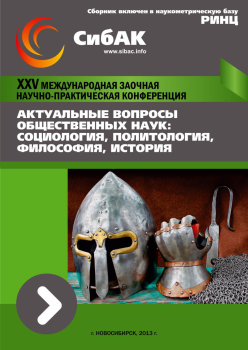 Сборник включен в наукометрическую базу
РИНЦ
СибАК
www.sibac.info
XXV МЕЖДУНАРОДНАЯ ЗАОЧНАЯ
НАУЧНО-ПРАКТИЧЕСКАЯ КОНФЕРЕНЦИЯ
АКТУАЛЬНЫЕ ВОПРОСЫ
ОБЩЕСТВЕННЫХ НАУК:
СОЦИОЛОГИЯ, ПОЛИТОЛОГИЯ,
ФИЛОСОФИЯ, ИСТОРИЯ
г. НОВОСИБИРСК, 2013 г.